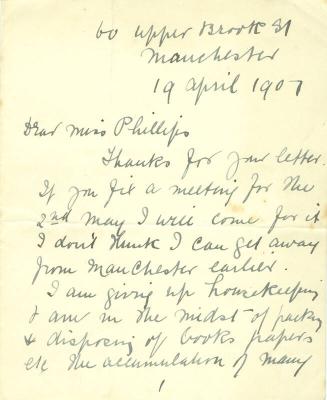 60 Upper Brook St
Manchester
19 April 1907
Dear Miss Phillips
Thanks for your letter.
If you fix a meeting for the
2nd May I will come for it
I don't think I can get away
from Manchester earlier.
I am giving up housekeeping
& am in the midst of packing
& disposing of books papers
etc the accumulation of many
1